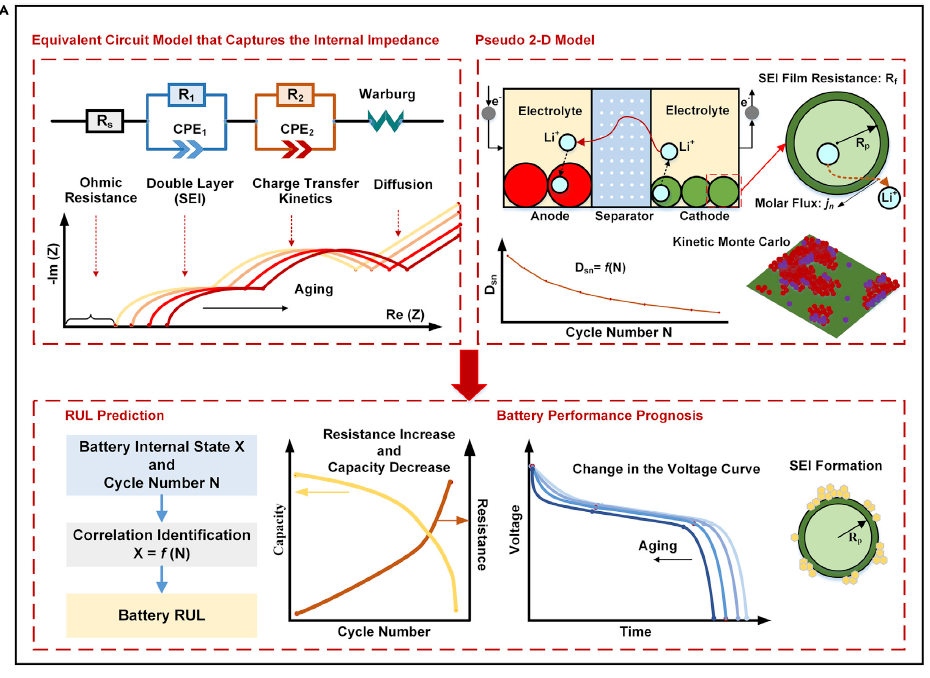 A
Equivalent Circuit Model that Captures the Internal Impedance
R₁
R₂
Warburg
Rₛ
CPE₁
CPE₂
Ohmic
Resistance
Double Layer
(SEI)
Charge Transfer
Kinetics
Diffusion
-Im (Z)
Aging
Re (Z)
Pseudo 2-D Model
SEI Film Resistance: R_f
e⁻
Electrolyte
Electrolyte
e⁻
Li⁺
Li⁺
R_p
Li⁺
Molar Flux: jₙ
Anode
Separator
Cathode
Kinetic Monte Carlo
Dₛₙ= f(N)
Dₛₙ
Cycle Number N
RUL Prediction
Battery Internal State X
and
Cycle Number N
Correlation Identification
X = f (N)
Battery RUL
Resistance Increase
and
Capacity Decrease
Capacity
Resistance
Cycle Number
Battery Performance Prognosis
Change in the Voltage Curve
Voltage
Aging
Time
SEI Formation
R_p